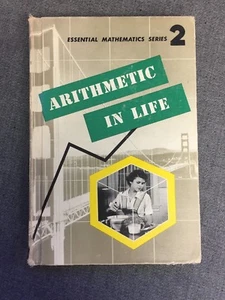 ESSENTIAL MATHEMATICS SERIES 2
ARITHMETIC
IN LIFE